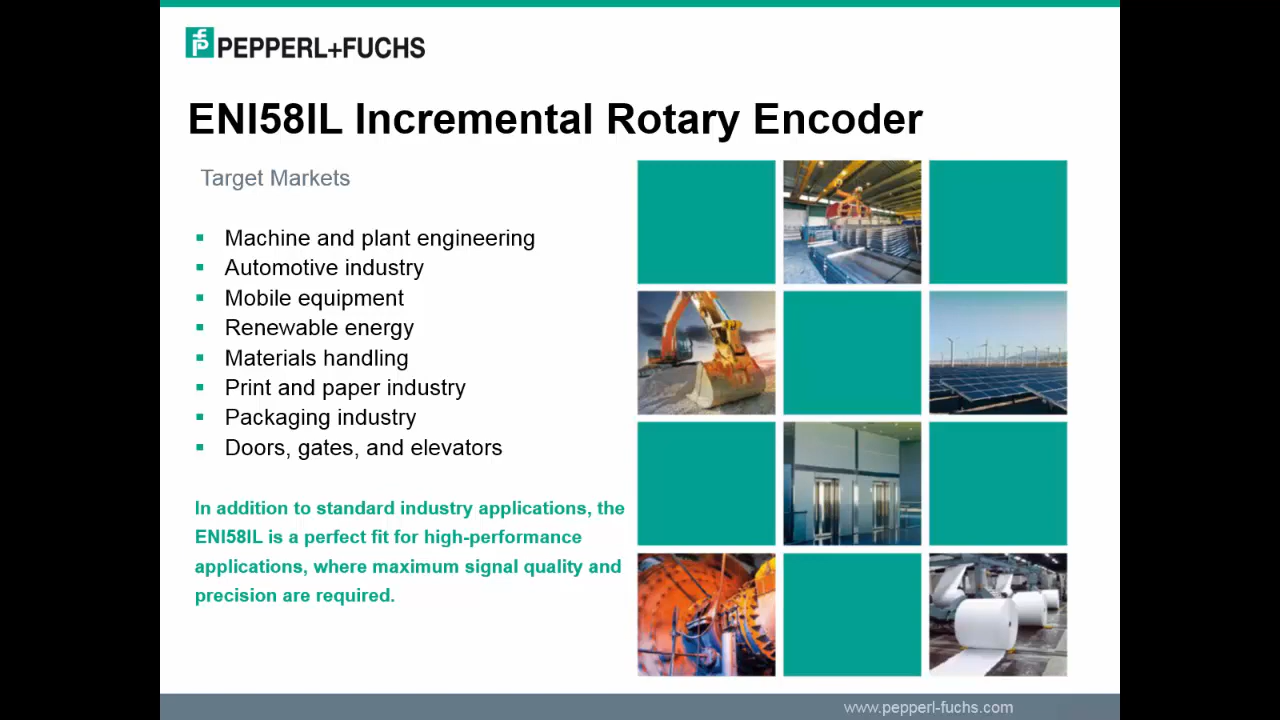 PEPPERL+FUCHS
ENI58IL Incremental Rotary Encoder
Target Markets
Machine and plant engineering
Automotive industry
Mobile equipment
Renewable energy
Materials handling
Print and paper industry
Packaging industry
Doors, gates, and elevators
In addition to standard industry applications, the
ENI58IL is a perfect fit for high-performance
applications, where maximum signal quality and
precision are required.
www.pepperl-fuchs.com